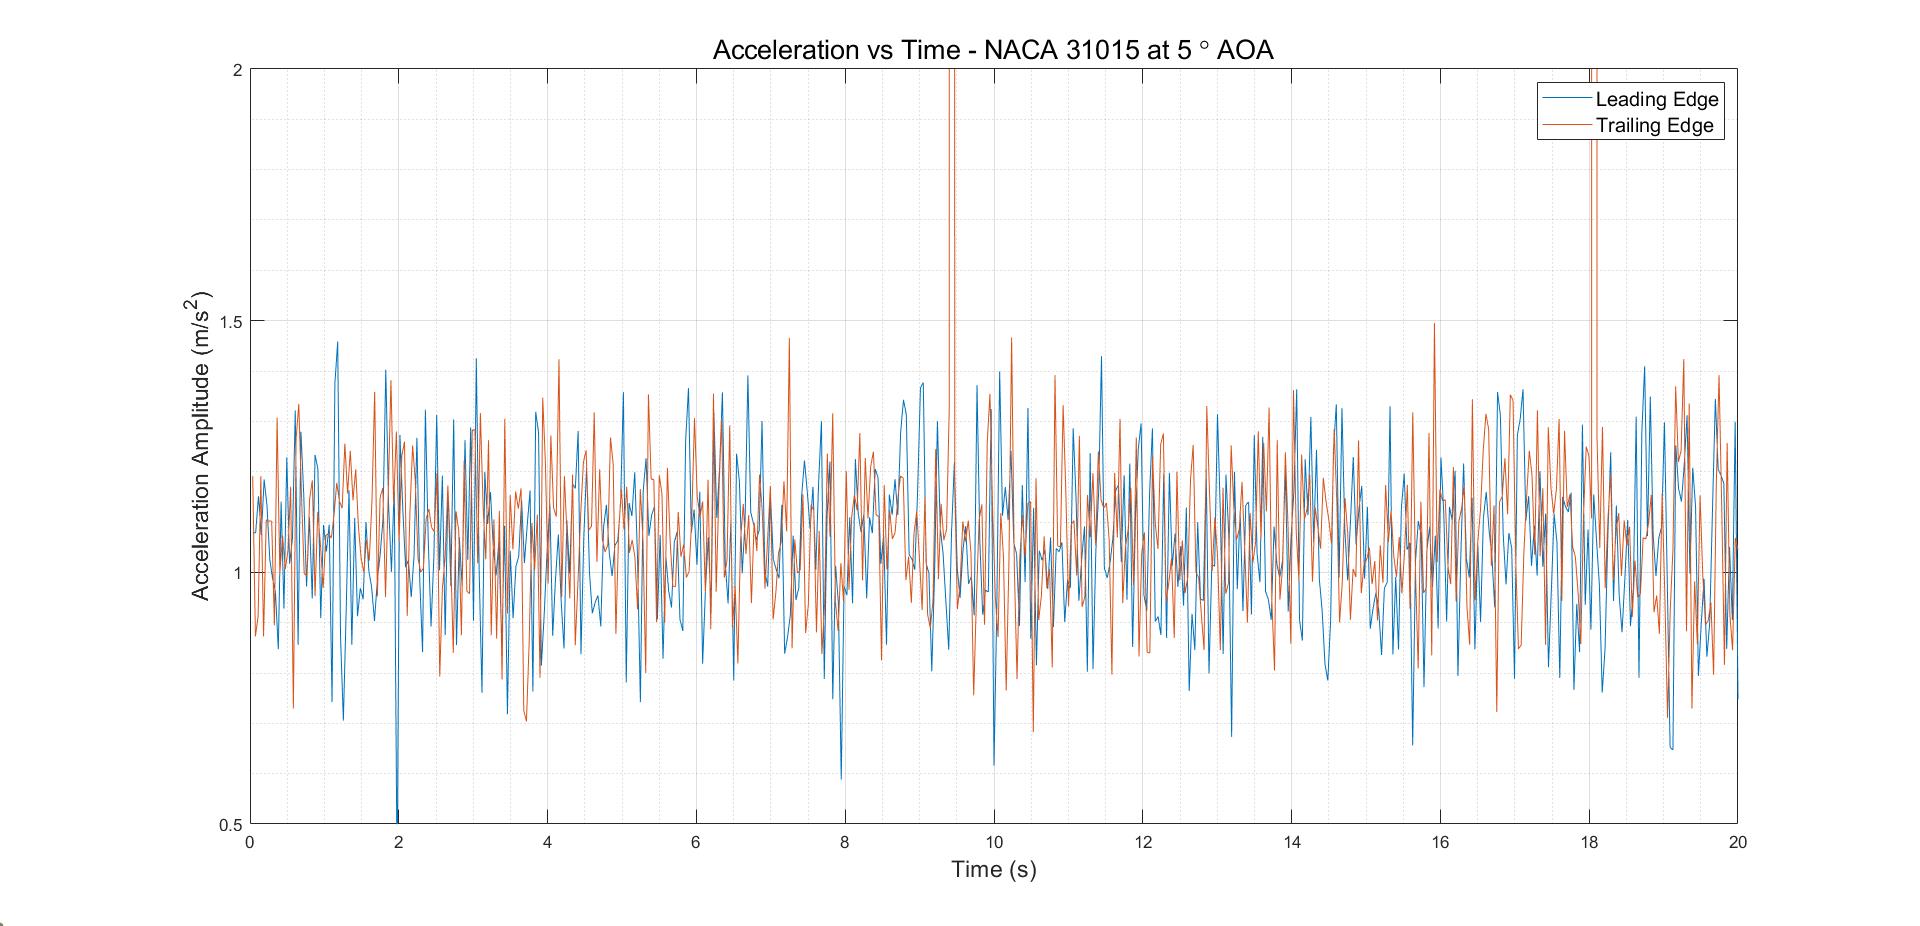 Acceleration vs Time - NACA 31015 at 5 ° AOA
2
1.5
1
0.5
Acceleration Amplitude (m/s²)
Leading Edge
Trailing Edge
0 2 4 6 8 10 12 14 16 18 20
Time (s)